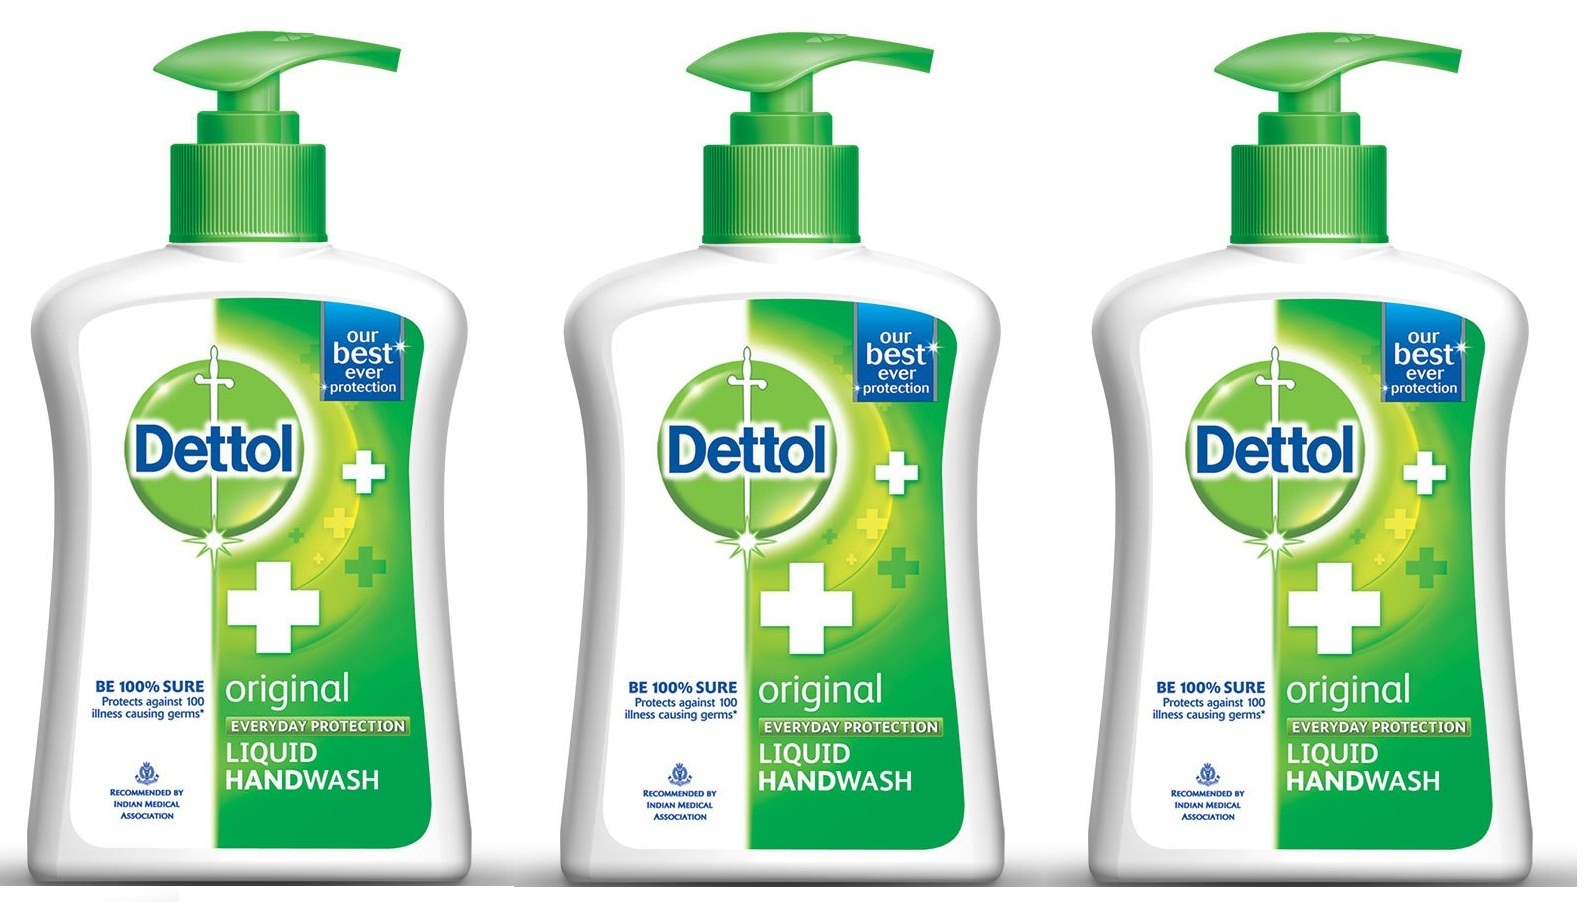 our
best
ever
protection
Dettol
BE 100% SURE
Protects against 100
illness causing germs*
original
EVERYDAY PROTECTION
LIQUID
HANDWASH
RECOMMENDED BY
INDIAN MEDICAL
ASSOCIATION
our
best
ever
protection
Dettol
BE 100% SURE
Protects against 100
illness causing germs*
original
EVERYDAY PROTECTION
LIQUID
HANDWASH
RECOMMENDED BY
INDIAN MEDICAL
ASSOCIATION
our
best
ever
protection
Dettol
BE 100% SURE
Protects against 100
illness causing germs*
original
EVERYDAY PROTECTION
LIQUID
HANDWASH
RECOMMENDED BY
INDIAN MEDICAL
ASSOCIATION